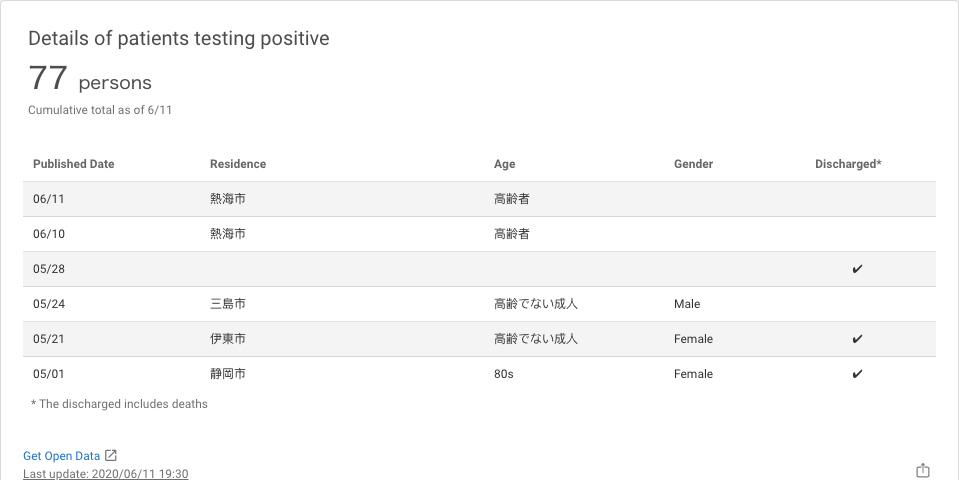 Details of patients testing positive
77 persons
Cumulative total as of 6/11
Published Date Residence Age Gender Discharged*
06/11 熱海市 高齢者
06/10 熱海市 高齢者
05/28 ✔
05/24 三島市 高齢でない成人 Male
05/21 伊東市 高齢でない成人 Female ✔
05/01 静岡市 80s Female ✔
* The discharged includes deaths
Get Open Data
Last update: 2020/06/11 19:30